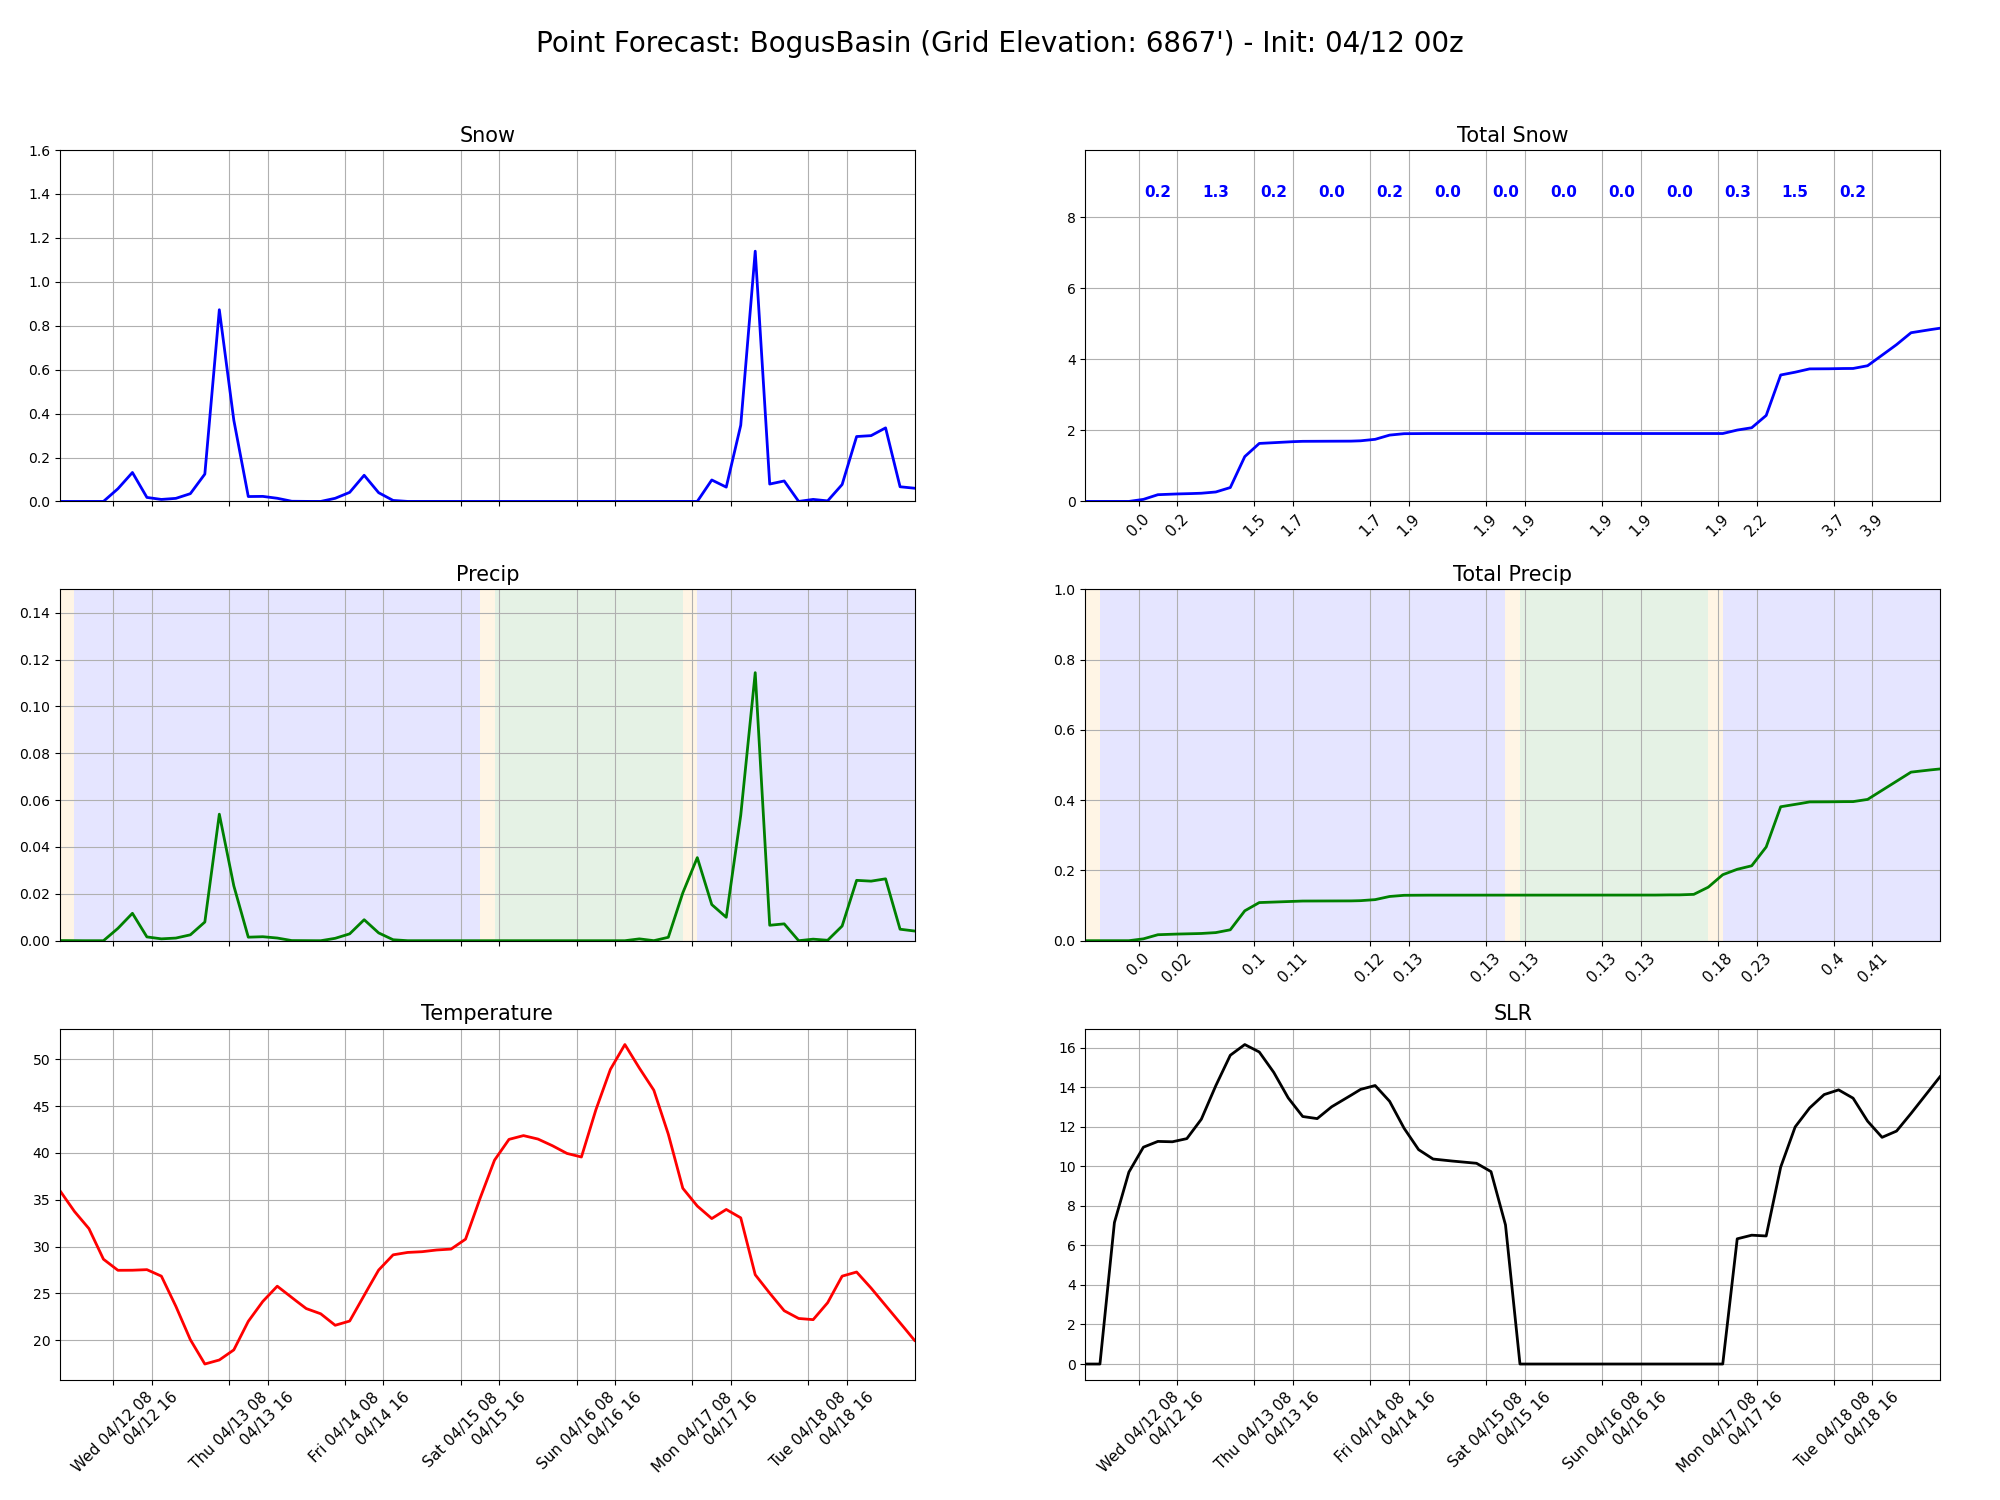 Point Forecast: BogusBasin (Grid Elevation: 6867') - Init: 04/12 00z
Snow
1.6
1.4
1.2
1.0
0.8
0.6
0.4
0.2
0.0
Total Snow
0.2 1.3 0.2 0.0 0.2 0.0 0.0 0.0 0.0 0.0 0.3 1.5 0.2
8
6
4
2
0
0.0 0.2 1.5 1.7 1.7 1.9 1.9 1.9 1.9 1.9 1.9 2.2 3.7 3.9
Precip
0.14
0.12
0.10
0.08
0.06
0.04
0.02
0.00
Total Precip
1.0
0.8
0.6
0.4
0.2
0.0
0.0 0.02 0.1 0.11 0.12 0.13 0.13 0.13 0.13 0.13 0.18 0.23 0.4 0.41
Temperature
50
45
40
35
30
25
20
Wed 04/12 08
04/12 16
Thu 04/13 08
04/13 16
Fri 04/14 08
04/14 16
Sat 04/15 08
04/15 16
Sun 04/16 08
04/16 16
Mon 04/17 08
04/17 16
Tue 04/18 08
04/18 16
SLR
16
14
12
10
8
6
4
2
0
Wed 04/12 08
04/12 16
Thu 04/13 08
04/13 16
Fri 04/14 08
04/14 16
Sat 04/15 08
04/15 16
Sun 04/16 08
04/16 16
Mon 04/17 08
04/17 16
Tue 04/18 08
04/18 16